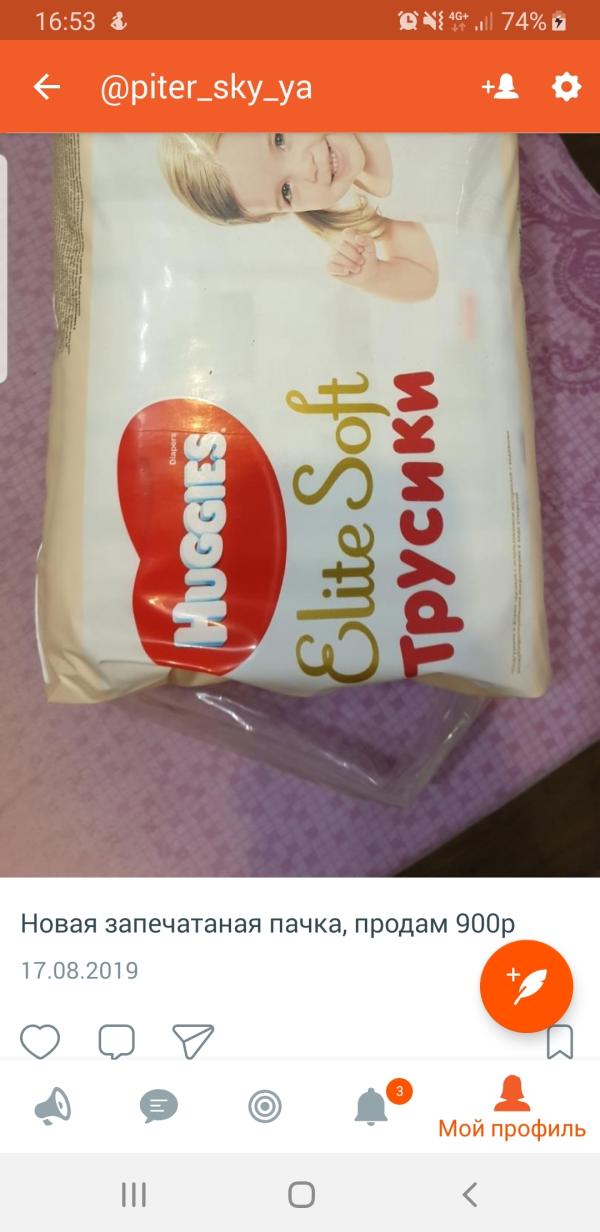 16:53
4G+
74%
@piter_sky_ya
Diapers
HUGGIES
Elite Soft
Трусики
Новая запечатаная пачка, продам 900р
17.08.2019
3
Мой профиль